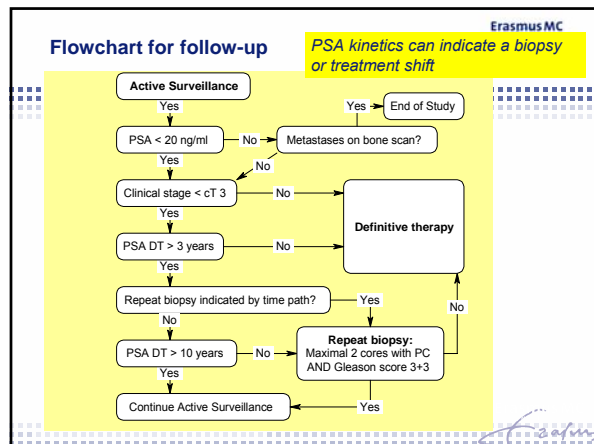 Erasmus MC
Flowchart for follow-up
PSA kinetics can indicate a biopsy
or treatment shift
Active Surveillance
Yes
Yes
End of Study
PSA < 20 ng/ml
No
Metastases on bone scan?
Yes
No
Clinical stage < cT 3
No
Yes
Definitive therapy
PSA DT > 3 years
No
Yes
Repeat biopsy indicated by time path?
Yes
No
No
Repeat biopsy:
Maximal 2 cores with PC
AND Gleason score 3+3
PSA DT > 10 years
No
Yes
Yes
Continue Active Surveillance